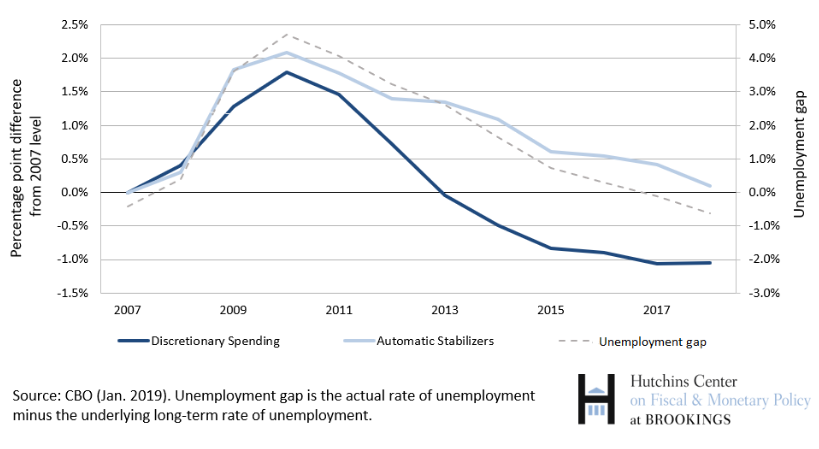 2.5%
2.0%
1.5%
1.0%
0.5%
0.0%
-0.5%
-1.0%
-1.5%
Percentage point difference
from 2007 level
5.0%
4.0%
3.0%
2.0%
1.0%
0.0%
-1.0%
-2.0%
-3.0%
Unemployment gap
2007 2009 2011 2013 2015 2017
Discretionary Spending Automatic Stabilizers Unemployment gap
Source: CBO (Jan. 2019). Unemployment gap is the actual rate of unemployment
minus the underlying long-term rate of unemployment.
H
Hutchins Center
on Fiscal & Monetary Policy
at BROOKINGS